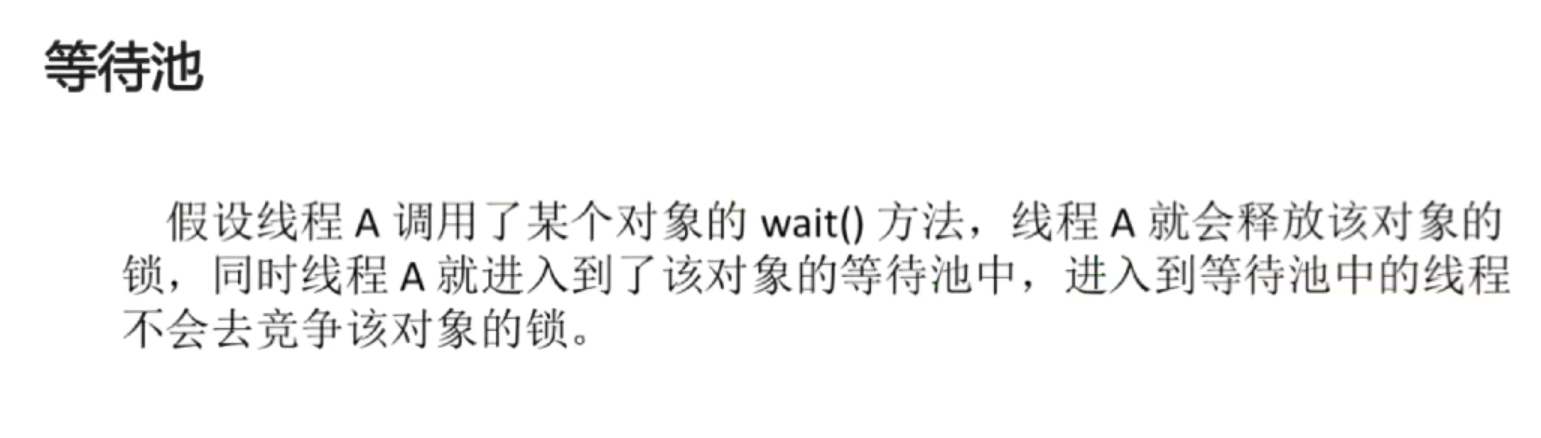 等待池
假设线程 A 调用了某个对象的 wait() 方法，线程 A 就会释放该对象的
锁，同时线程 A 就进入到了该对象的等待池中，进入到等待池中的线程
不会去竞争该对象的锁。